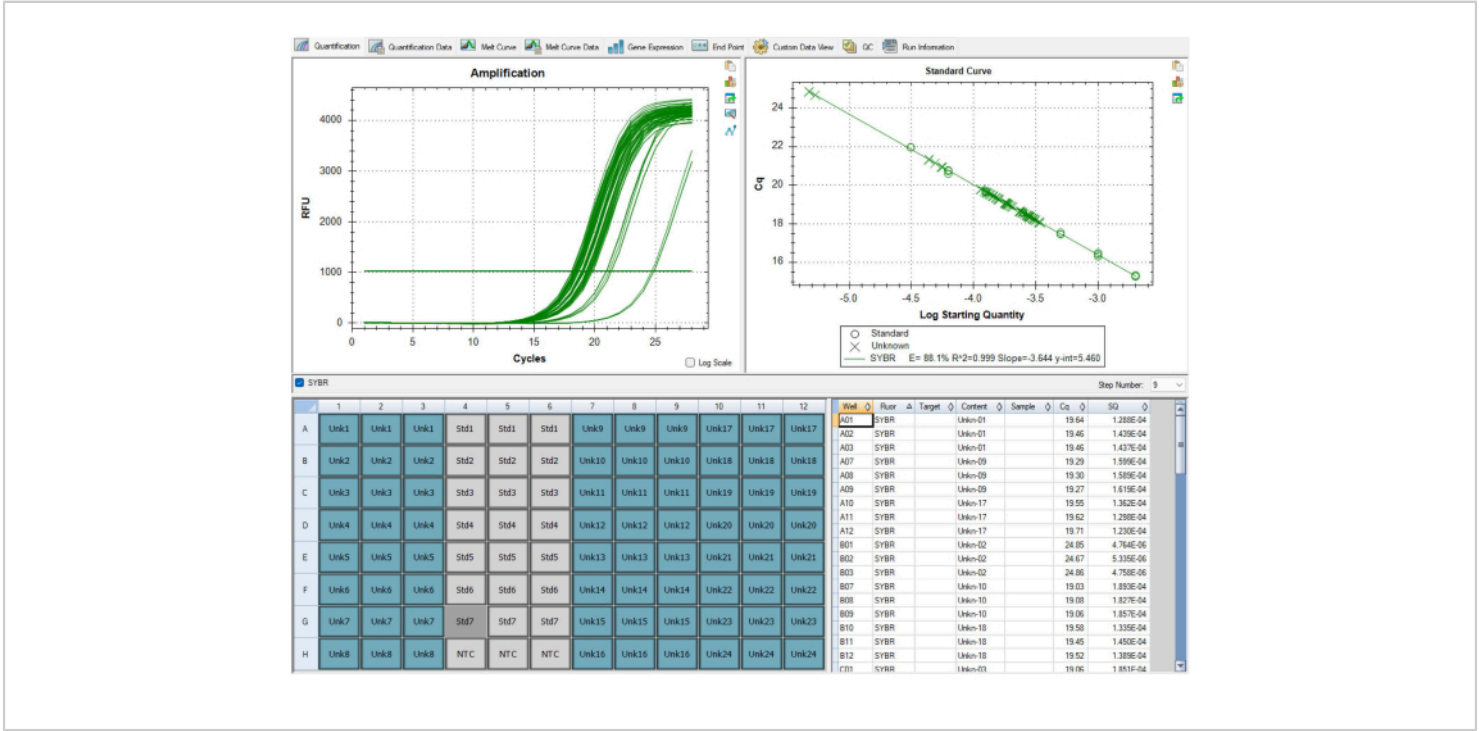 Quantification Quantification Data Melt Curve Melt Curve Data Gene Expression End Point Custom Data View QC Run Information
Amplification
RFU
4000
3000
2000
1000
0
0 5 10 15 20 25
Cycles
Log Scale
Standard Curve
Cq
24
22
20
18
16
-5.0 -4.5 -4.0 -3.5 -3.0
Log Starting Quantity
Standard
Unknown
SYBR E= 88.1% R^2=0.999 Slope=-3.644 y-int=5.460
SYBR
Step Number: 9
1 2 3 4 5 6 7 8 9 10 11 12
A Unk1 Unk1 Unk1 Std1 Std1 Std1 Unk9 Unk9 Unk9 Unk17 Unk17 Unk17
B Unk2 Unk2 Unk2 Std2 Std2 Std2 Unk10 Unk10 Unk10 Unk18 Unk18 Unk18
C Unk3 Unk3 Unk3 Std3 Std3 Std3 Unk11 Unk11 Unk11 Unk19 Unk19 Unk19
D Unk4 Unk4 Unk4 Std4 Std4 Std4 Unk12 Unk12 Unk12 Unk20 Unk20 Unk20
E Unk5 Unk5 Unk5 Std5 Std5 Std5 Unk13 Unk13 Unk13 Unk21 Unk21 Unk21
F Unk6 Unk6 Unk6 Std6 Std6 Std6 Unk14 Unk14 Unk14 Unk22 Unk22 Unk22
G Unk7 Unk7 Unk7 Std7 Std7 Std7 Unk15 Unk15 Unk15 Unk23 Unk23 Unk23
H Unk8 Unk8 Unk8 NTC NTC NTC Unk16 Unk16 Unk16 Unk24 Unk24 Unk24
Well Fluor Target Content Sample Cq SQ
A01 SYBR Unkn-01 19.64 1.288E-04
A02 SYBR Unkn-01 19.46 1.439E-04
A03 SYBR Unkn-01 19.46 1.437E-04
A07 SYBR Unkn-09 19.29 1.599E-04
A08 SYBR Unkn-09 19.30 1.589E-04
A09 SYBR Unkn-09 19.27 1.619E-04
A10 SYBR Unkn-17 19.55 1.362E-04
A11 SYBR Unkn-17 19.62 1.298E-04
A12 SYBR Unkn-17 19.71 1.230E-04
B01 SYBR Unkn-02 24.85 4.764E-06
B02 SYBR Unkn-02 24.67 5.335E-06
B03 SYBR Unkn-02 24.86 4.758E-06
B07 SYBR Unkn-10 19.03 1.893E-04
B08 SYBR Unkn-10 19.08 1.827E-04
B09 SYBR Unkn-10 19.06 1.857E-04
B10 SYBR Unkn-18 19.58 1.335E-04
B11 SYBR Unkn-18 19.45 1.450E-04
B12 SYBR Unkn-18 19.52 1.389E-04
C01 SYBR Unkn-03 19.06 1.851E-04